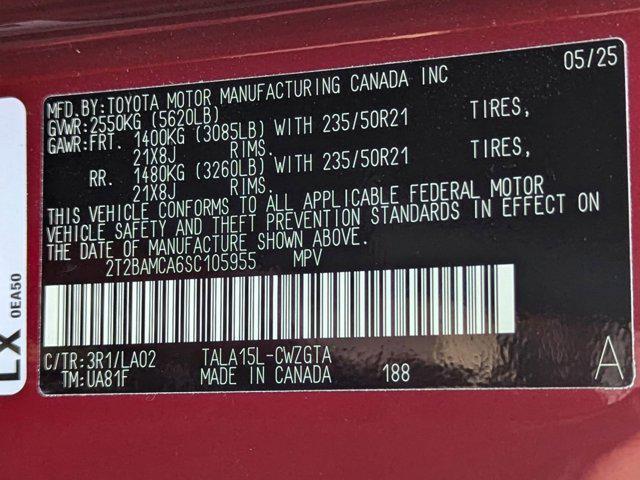 05/25
MFD.BY:TOYOTA MOTOR MANUFACTURING CANADA INC
GVWR:2550KG (5620LB)
GAWR:FRT. 1400KG (3085LB) WITH 235/50R21 TIRES,
21X8J RIMS.
RR. 1480KG (3260LB) WITH 235/50R21 TIRES,
21X8J RIMS.
THIS VEHICLE CONFORMS TO ALL APPLICABLE FEDERAL MOTOR
VEHICLE SAFETY AND THEFT PREVENTION STANDARDS IN EFFECT ON
THE DATE OF MANUFACTURE SHOWN ABOVE.
2T2BAMCA6SC105955 MPV
C/TR:3R1/LA02 TALA15L-CWZGTA
TM:UA81F MADE IN CANADA 188 A
LX
0EA50